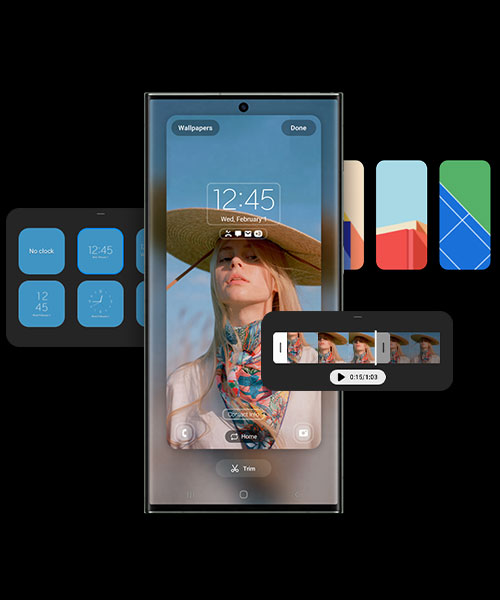 Wallpapers
Done
12:45
Wed, February 1
+3
No clock
12:45
12
45
0:15/1:03
Contact info
Home
Trim